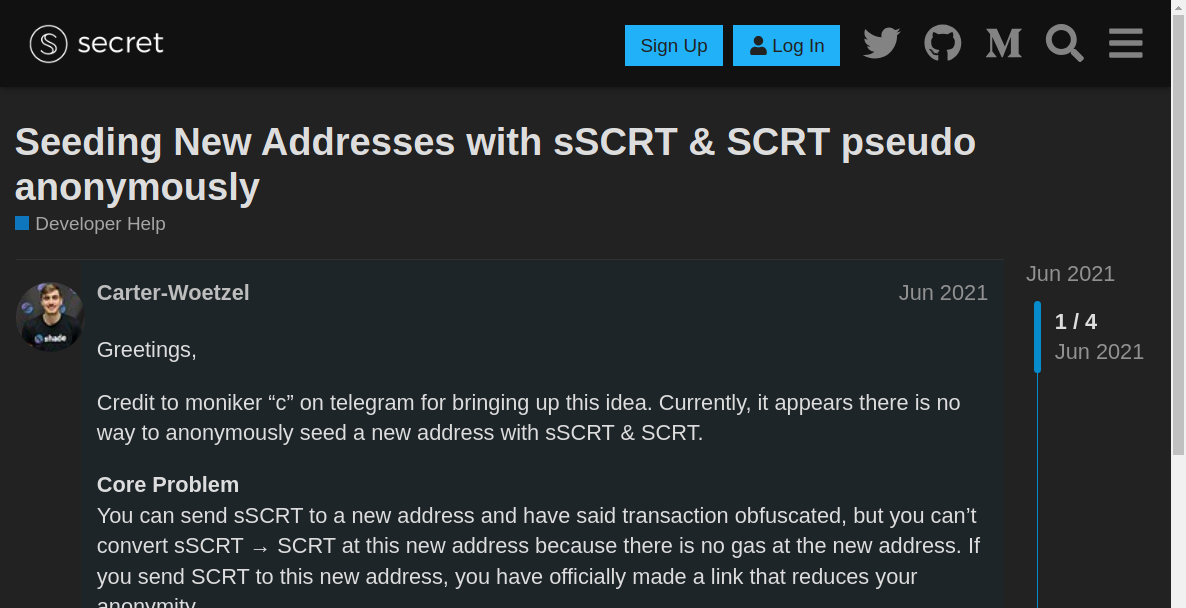 secret
Sign Up
Log In
Seeding New Addresses with sSCRT & SCRT pseudo
anonymously
Developer Help
Carter-Woetzel
Jun 2021
Greetings,
Credit to moniker “c” on telegram for bringing up this idea. Currently, it appears there is no
way to anonymously seed a new address with sSCRT & SCRT.
Core Problem
You can send sSCRT to a new address and have said transaction obfuscated, but you can’t
convert sSCRT → SCRT at this new address because there is no gas at the new address. If
you send SCRT to this new address, you have officially made a link that reduces your
anonymity.
Jun 2021
1 / 4
Jun 2021
shade